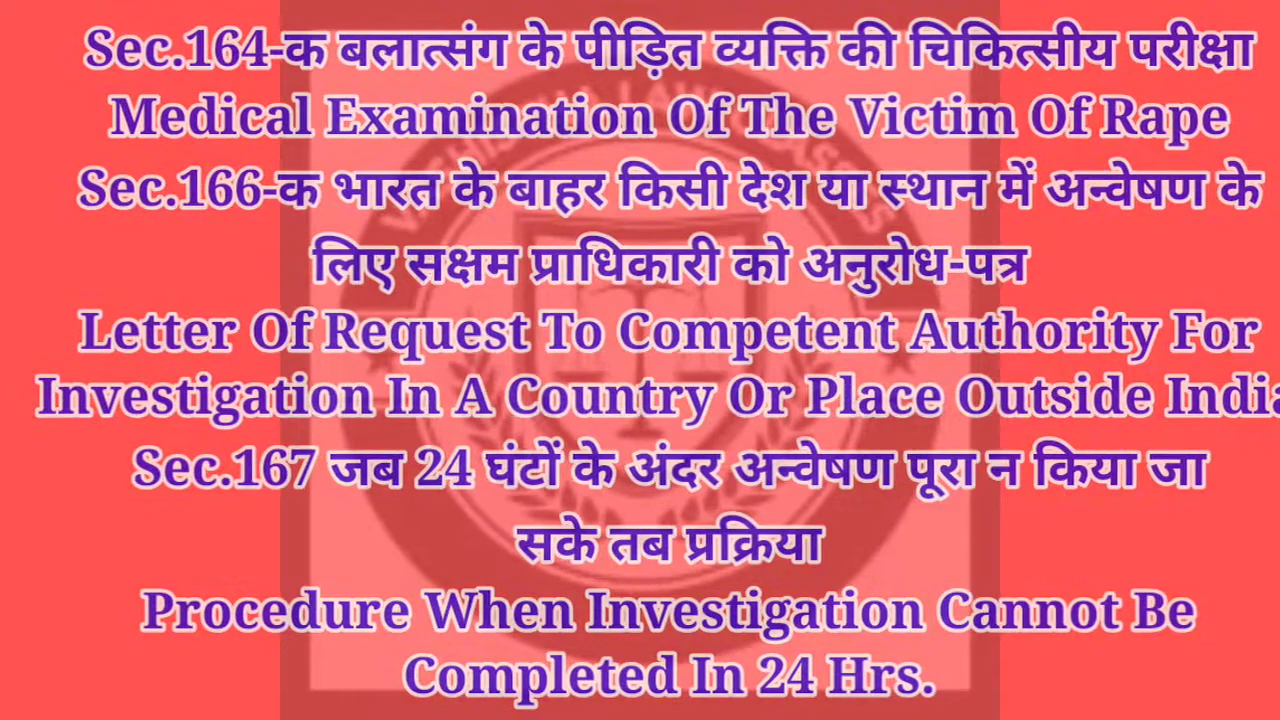 Sec.164-क बलात्संग के पीड़ित व्यक्ति की चिकित्सीय परीक्षा
Medical Examination Of The Victim Of Rape
Sec.166-क भारत के बाहर किसी देश या स्थान में अन्वेषण के
लिए सक्षम प्राधिकारी को अनुरोध-पत्र
Letter Of Request To Competent Authority For
Investigation In A Country Or Place Outside India
Sec.167 जब 24 घंटों के अंदर अन्वेषण पूरा न किया जा
सके तब प्रक्रिया
Procedure When Investigation Cannot Be
Completed In 24 Hrs.